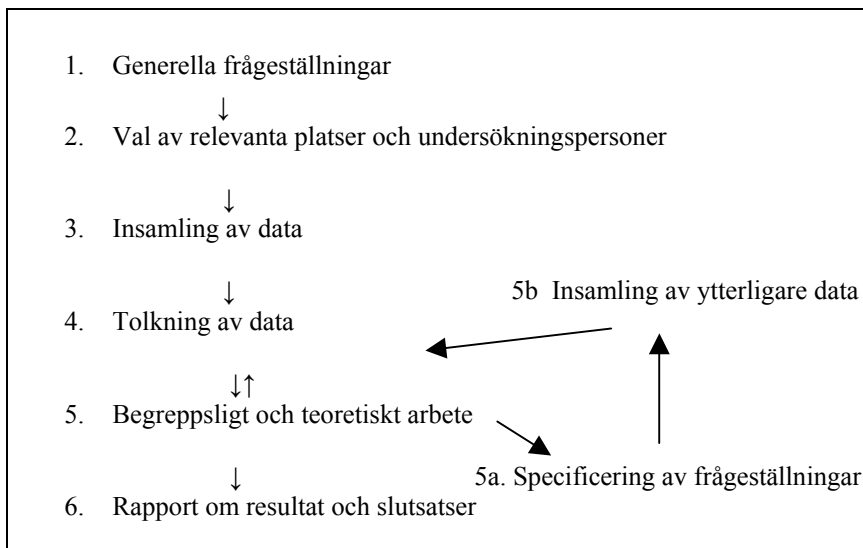 1. Generella frågeställningar
↓
2. Val av relevanta platser och undersökningspersoner
↓
3. Insamling av data
↓
5b Insamling av ytterligare data
4. Tolkning av data
↓↑
5. Begreppsligt och teoretiskt arbete
↓
5a. Specificering av frågeställningar
6. Rapport om resultat och slutsatser